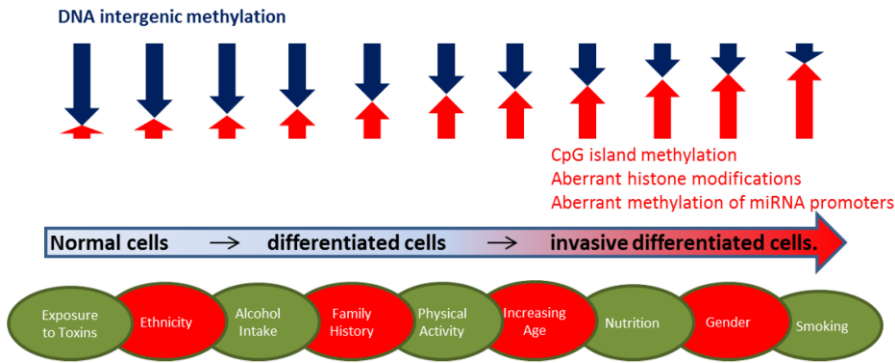 DNA intergenic methylation
CpG island methylation
Aberrant histone modifications
Aberrant methylation of miRNA promoters
Normal cells → differentiated cells → invasive differentiated cells.
Exposure
to Toxins
Ethnicity
Alcohol
Intake
Family
History
Physical
Activity
Increasing
Age
Nutrition
Gender
Smoking